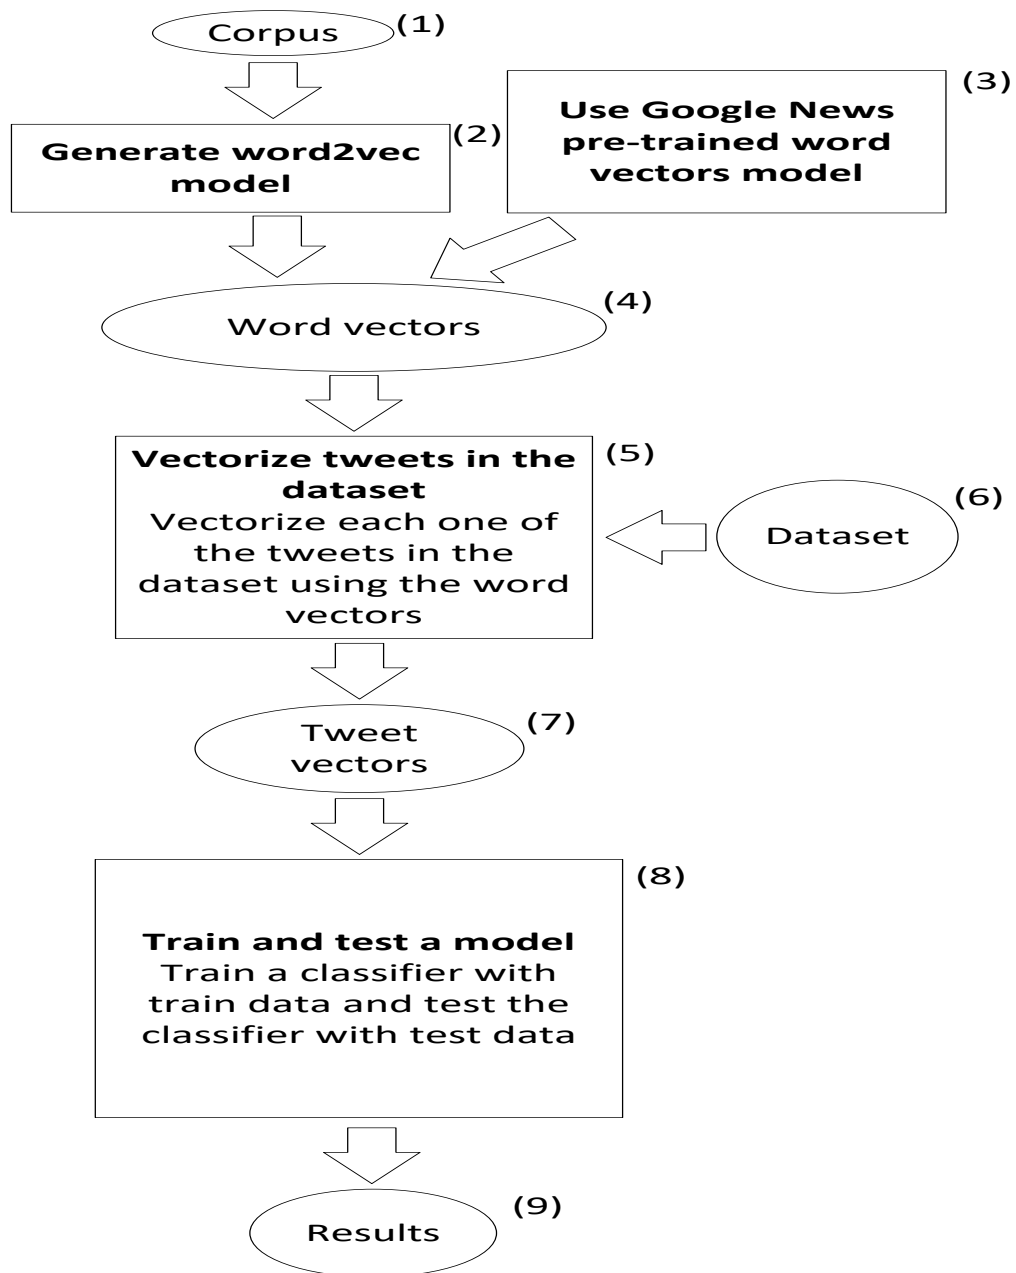 Corpus
(1)
Generate word2vec
model
(2)
Use Google News
pre-trained word
vectors model
(3)
Word vectors
(4)
Vectorize tweets in the
dataset
Vectorize each one of
the tweets in the
dataset using the word
vectors
(5)
Dataset
(6)
Tweet
vectors
(7)
Train and test a model
Train a classifier with
train data and test the
classifier with test data
(8)
Results
(9)